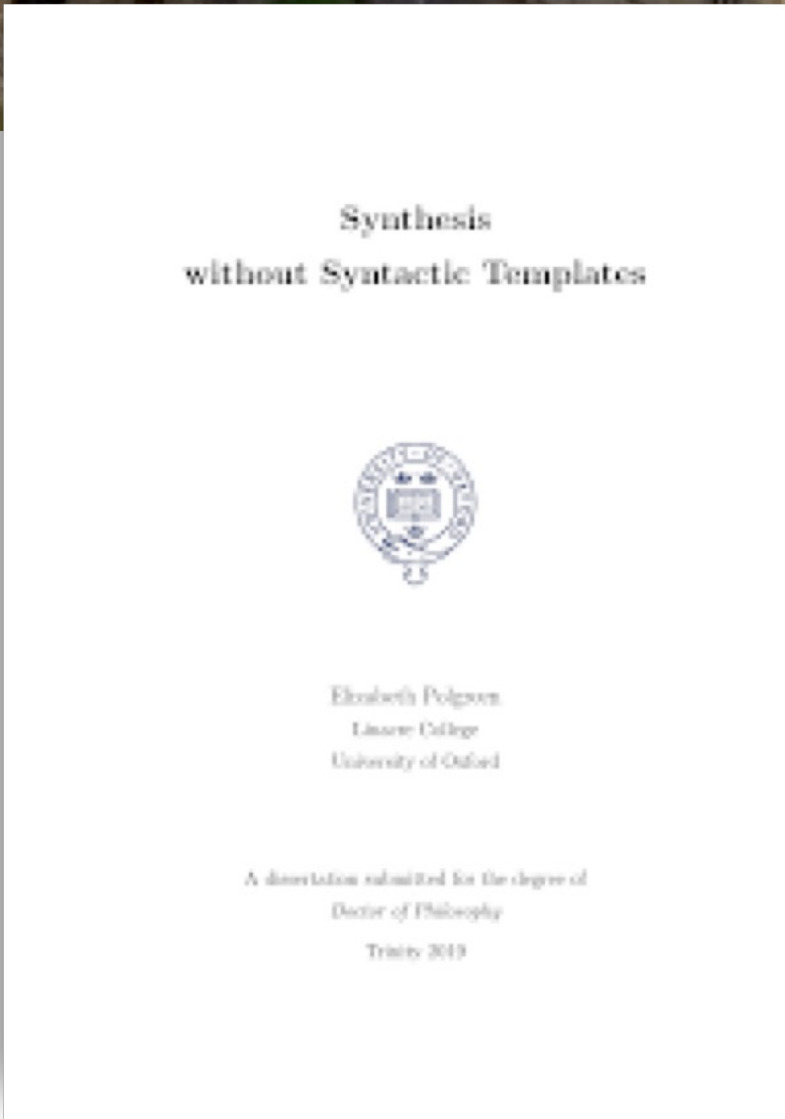 Synthesis
without Syntactic Templates
Elizabeth Polgreen
Linacre College
University of Oxford
A dissertation submitted for the degree of
Doctor of Philosophy
Trinity 2019